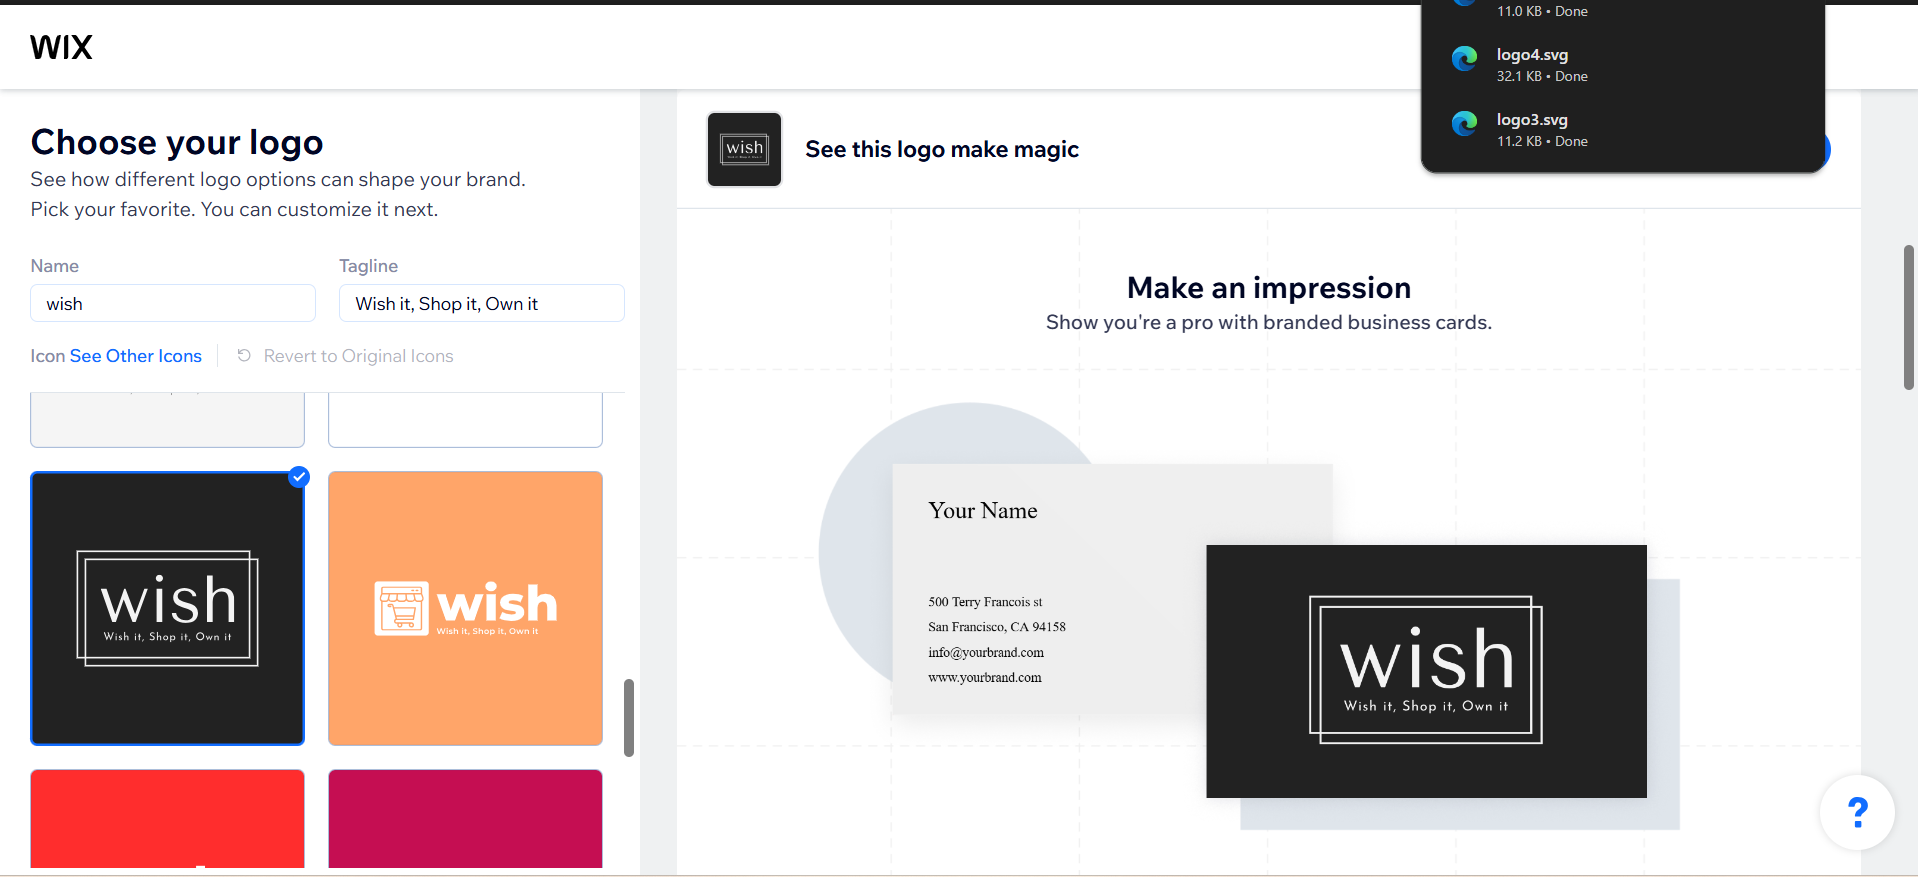 WIX
11.0 KB • Done
logo4.svg
32.1 KB • Done
logo3.svg
11.2 KB • Done
Choose your logo
See how different logo options can shape your brand.
Pick your favorite. You can customize it next.
Name
Tagline
wish
Wish it, Shop it, Own it
Icon See Other Icons
Revert to Original Icons
wish
Wish it, Shop it, Own it
wish
Wish it, Shop it, Own it
wish
See this logo make magic
Make an impression
Show you're a pro with branded business cards.
Your Name
500 Terry Francois st
San Francisco, CA 94158
info@yourbrand.com
www.yourbrand.com
wish
Wish it, Shop it, Own it
?